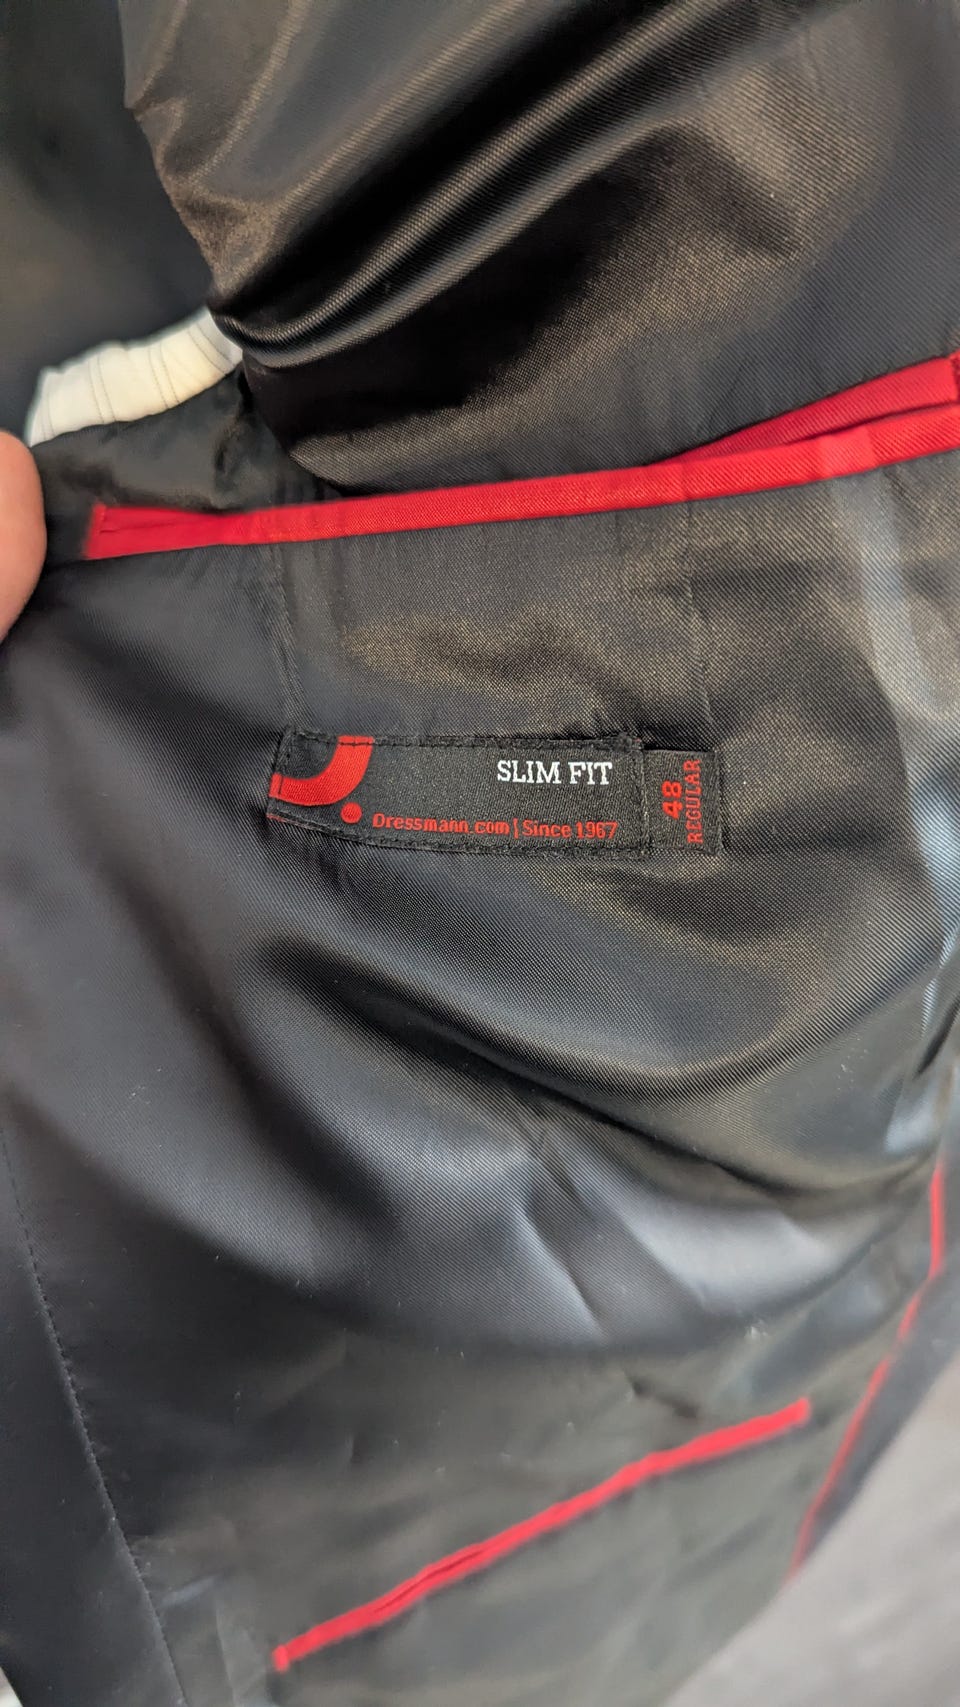 SLIM FIT
Dressmann.com | Since 1967
48
REGULAR